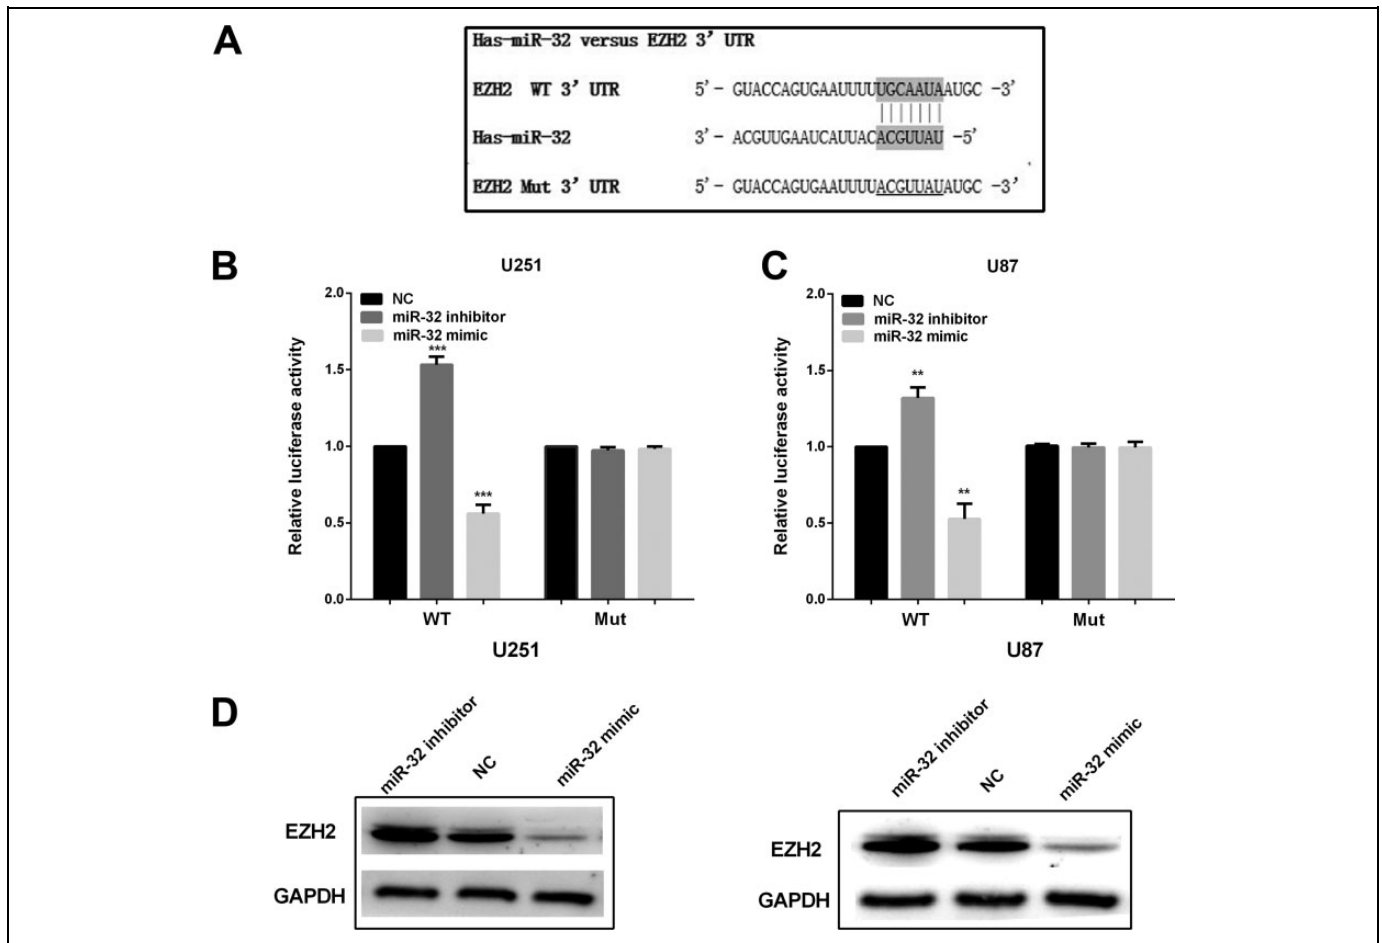 A
Has-miR-32 versus EZH2 3' UTR
EZH2 WT 3' UTR 5'- GUACCAGUGAAUUUUUGCAAUAAUGC -3'
Has-miR-32 3'- ACGUUGAAUCAUUACACGUUAU -5'
EZH2 Mut 3' UTR 5'- GUACCAGUGAAUUUUACGUUAUAUGC -3'
B
U251
Relative luciferase activity
2.0
1.5
1.0
0.5
0.0
NC
miR-32 inhibitor
miR-32 mimic
***
***
WT
Mut
U251
C
U87
Relative luciferase activity
2.0
1.5
1.0
0.5
0.0
NC
miR-32 inhibitor
miR-32 mimic
**
**
WT
Mut
U87
D
miR-32 inhibitor
NC
miR-32 mimic
EZH2
GAPDH
miR-32 inhibitor
NC
miR-32 mimic
EZH2
GAPDH